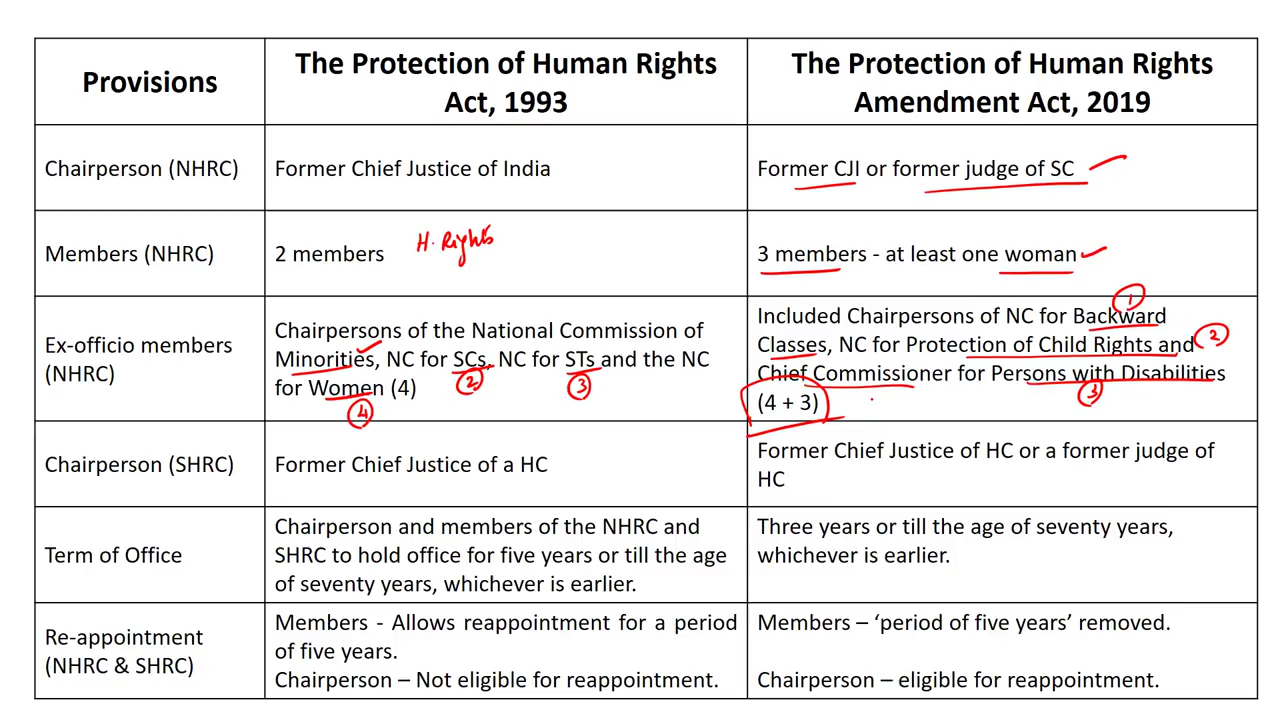 Provisions
The Protection of Human Rights
Act, 1993
The Protection of Human Rights
Amendment Act, 2019
Chairperson (NHRC)
Former Chief Justice of India
Former CJI or former judge of SC
Members (NHRC)
2 members
H. Rights
3 members - at least one woman
Ex-officio members
(NHRC)
Chairpersons of the National Commission of
Minorities, NC for SCs, NC for STs and the NC
for Women (4)
2
3
4
1
Included Chairpersons of NC for Backward
Classes, NC for Protection of Child Rights and
2
Chief Commissioner for Persons with Disabilities
3
(4 + 3)
Chairperson (SHRC)
Former Chief Justice of a HC
Former Chief Justice of HC or a former judge of
HC
Term of Office
Chairperson and members of the NHRC and
SHRC to hold office for five years or till the age
of seventy years, whichever is earlier.
Three years or till the age of seventy years,
whichever is earlier.
Re-appointment
(NHRC & SHRC)
Members - Allows reappointment for a period
of five years.
Chairperson – Not eligible for reappointment.
Members – ‘period of five years’ removed.
Chairperson – eligible for reappointment.